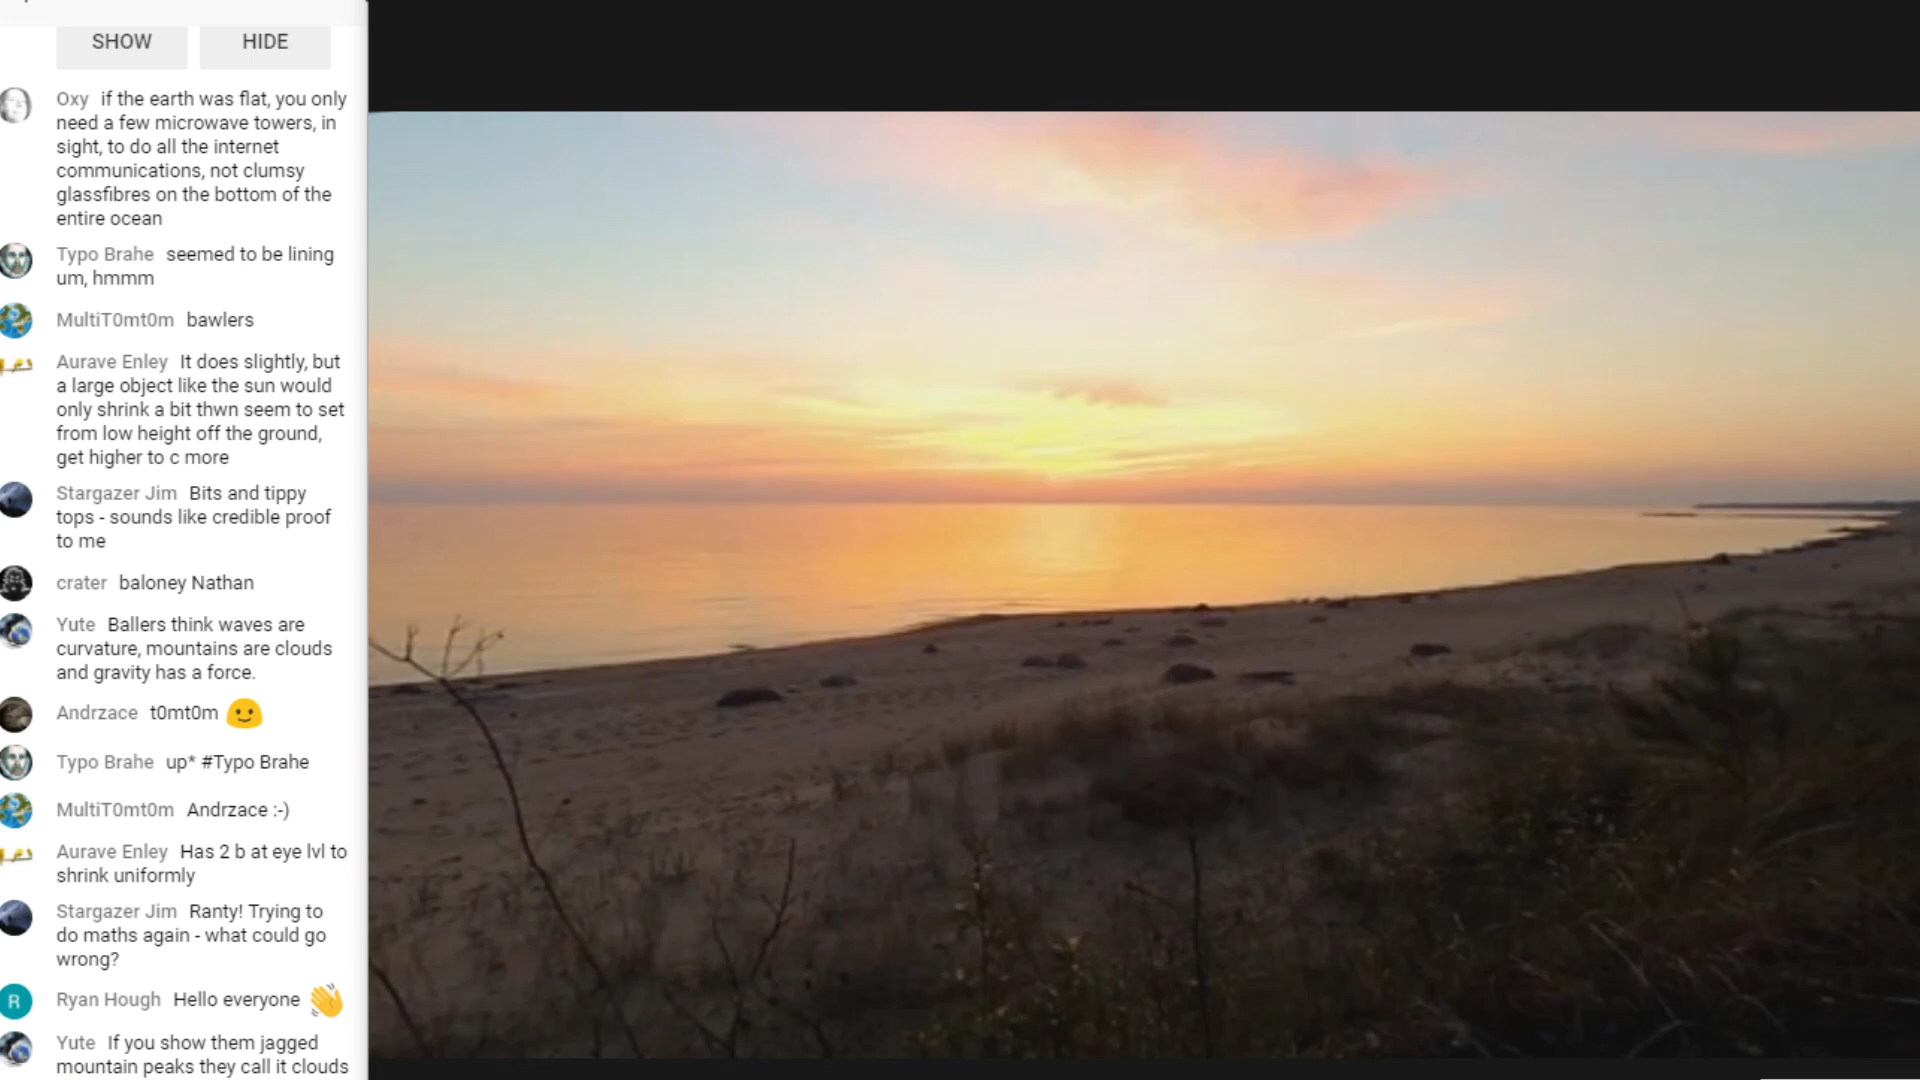 SHOW HIDE
Oxy if the earth was flat, you only
need a few microwave towers, in
sight, to do all the internet
communications, not clumsy
glassfibres on the bottom of the
entire ocean
Typo Brahe seemed to be lining
um, hmmm
MultiT0mt0m bawlers
Aurave Enley It does slightly, but
a large object like the sun would
only shrink a bit thwn seem to set
from low height off the ground,
get higher to c more
Stargazer Jim Bits and tippy
tops - sounds like credible proof
to me
crater baloney Nathan
Yute Ballers think waves are
curvature, mountains are clouds
and gravity has a force.
Andrzace t0mt0m 🙂
Typo Brahe up* #Typo Brahe
MultiT0mt0m Andrzace :-)
Aurave Enley Has 2 b at eye lvl to
shrink uniformly
Stargazer Jim Ranty! Trying to
do maths again - what could go
wrong?
R Ryan Hough Hello everyone 👋
Yute If you show them jagged
mountain peaks they call it clouds